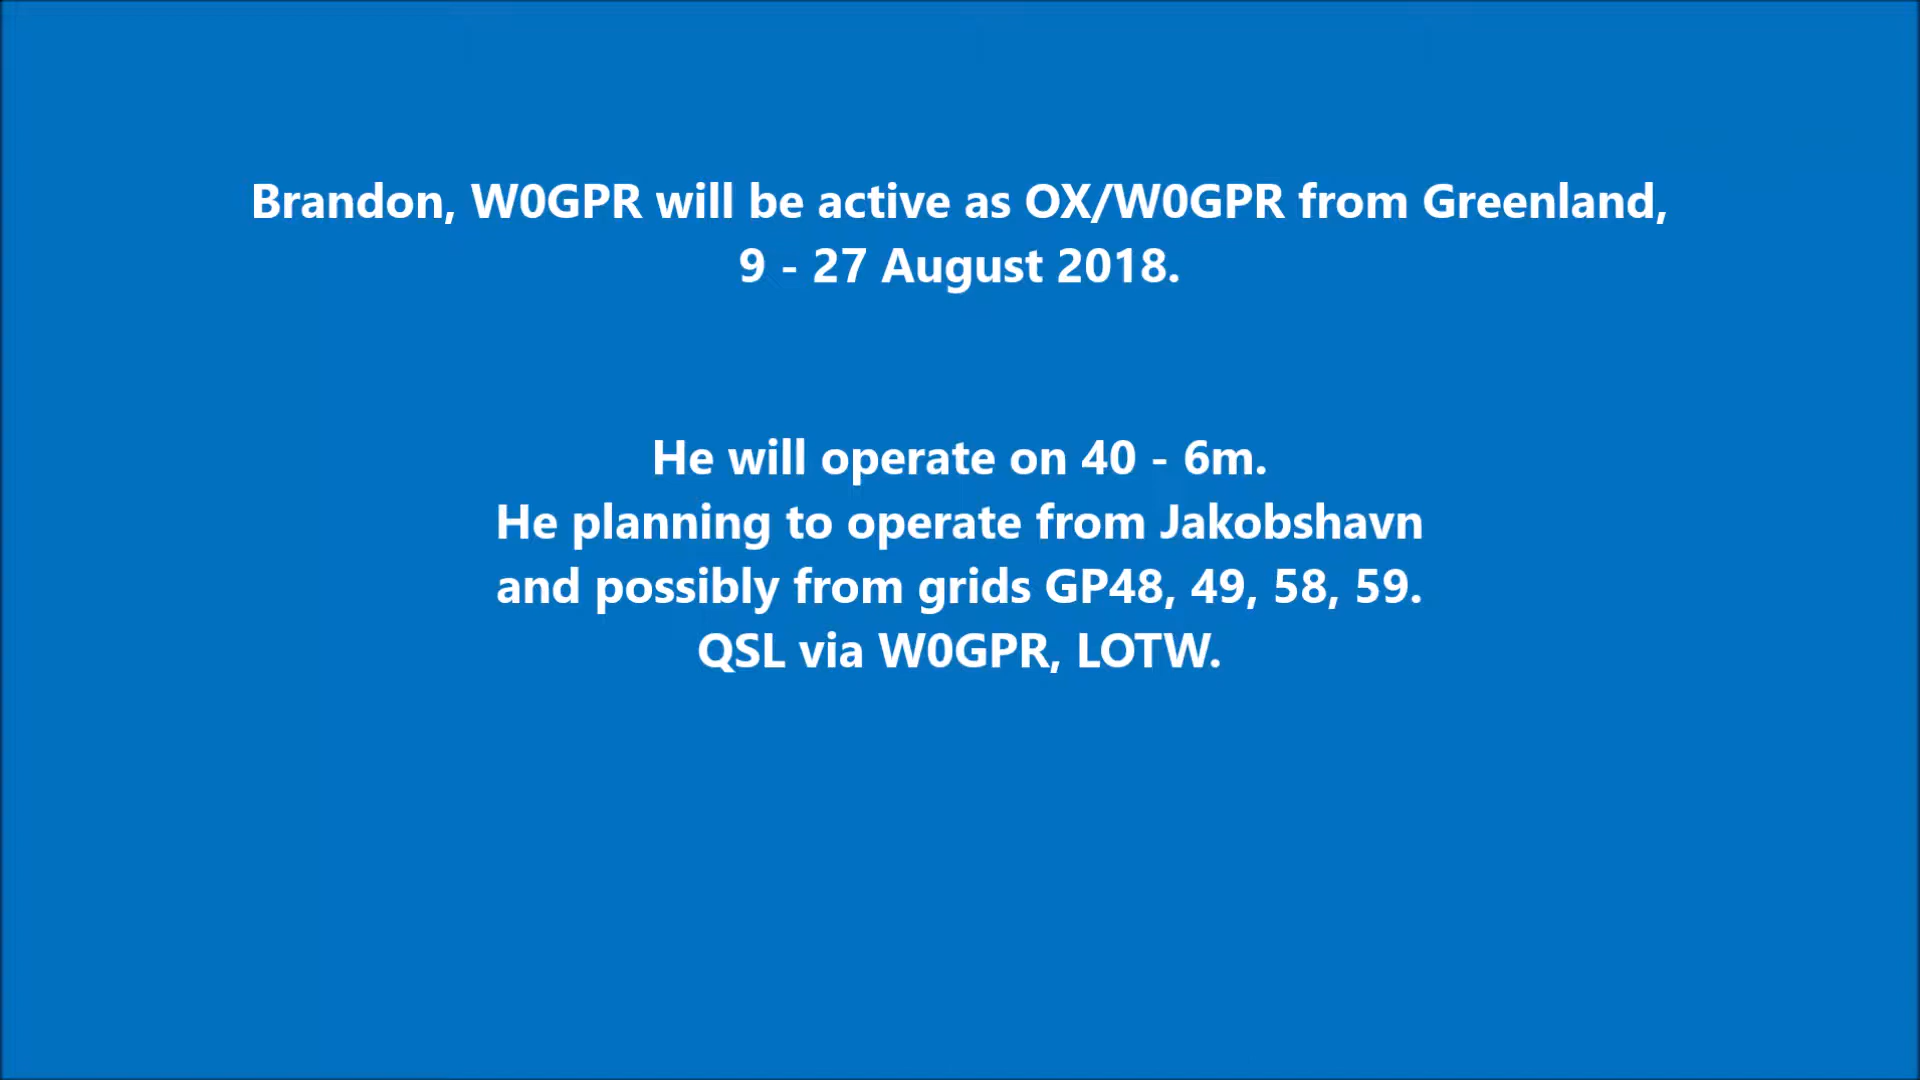 Brandon, W0GPR will be active as OX/W0GPR from Greenland,
9 - 27 August 2018.
He will operate on 40 - 6m.
He planning to operate from Jakobshavn
and possibly from grids GP48, 49, 58, 59.
QSL via W0GPR, LOTW.